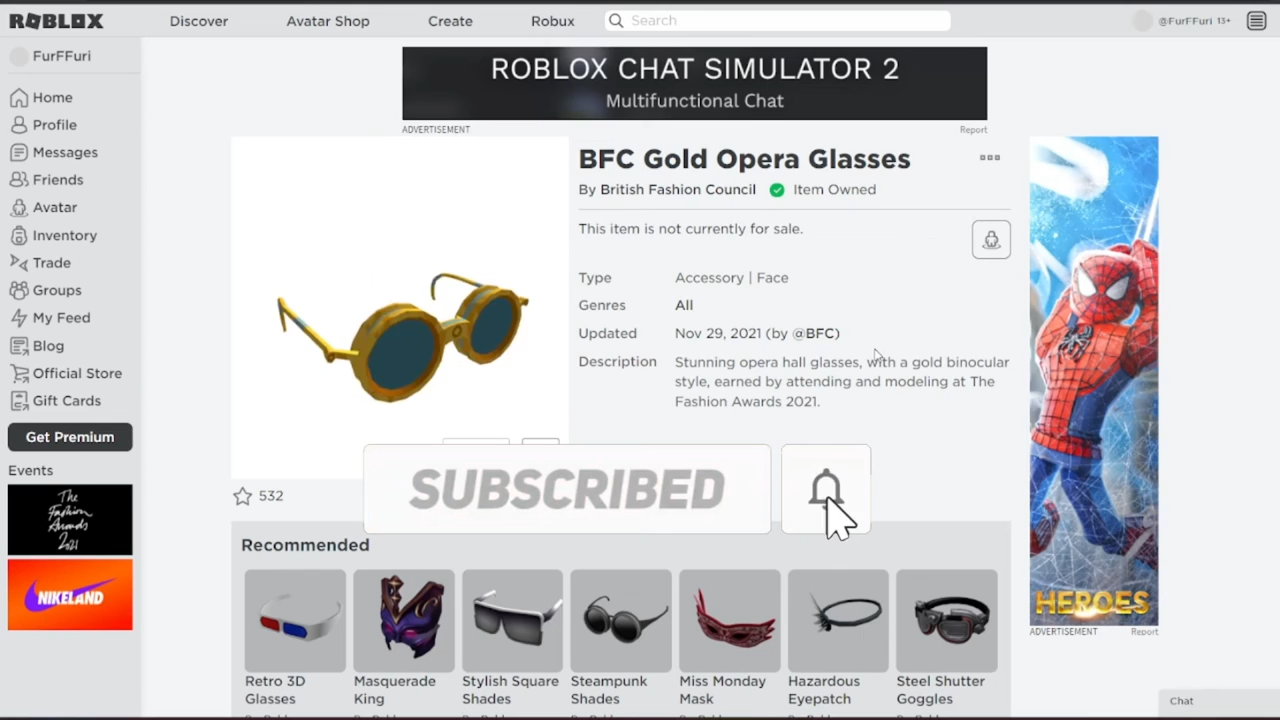 ROBLOX
Discover
Avatar Shop
Create
Robux
Search
@FurFFuri 13+
FurFFuri
Home
Profile
Messages
Friends
Avatar
Inventory
Trade
Groups
My Feed
Blog
Official Store
Gift Cards
Get Premium
Events
The
Fashion
Awards
2021
NIKELAND
ROBLOX CHAT SIMULATOR 2
Multifunctional Chat
ADVERTISEMENT
Report
BFC Gold Opera Glasses
By British Fashion Council Item Owned
This item is not currently for sale.
Type Accessory | Face
Genres All
Updated Nov 29, 2021 (by @BFC)
Description Stunning opera hall glasses, with a gold binocular
style, earned by attending and modeling at The
Fashion Awards 2021.
SUBSCRIBED
532
Recommended
Retro 3D
Glasses
Masquerade
King
Stylish Square
Shades
Steampunk
Shades
Miss Monday
Mask
Hazardous
Eyepatch
Steel Shutter
Goggles
HEROES
ADVERTISEMENT
Report
Chat